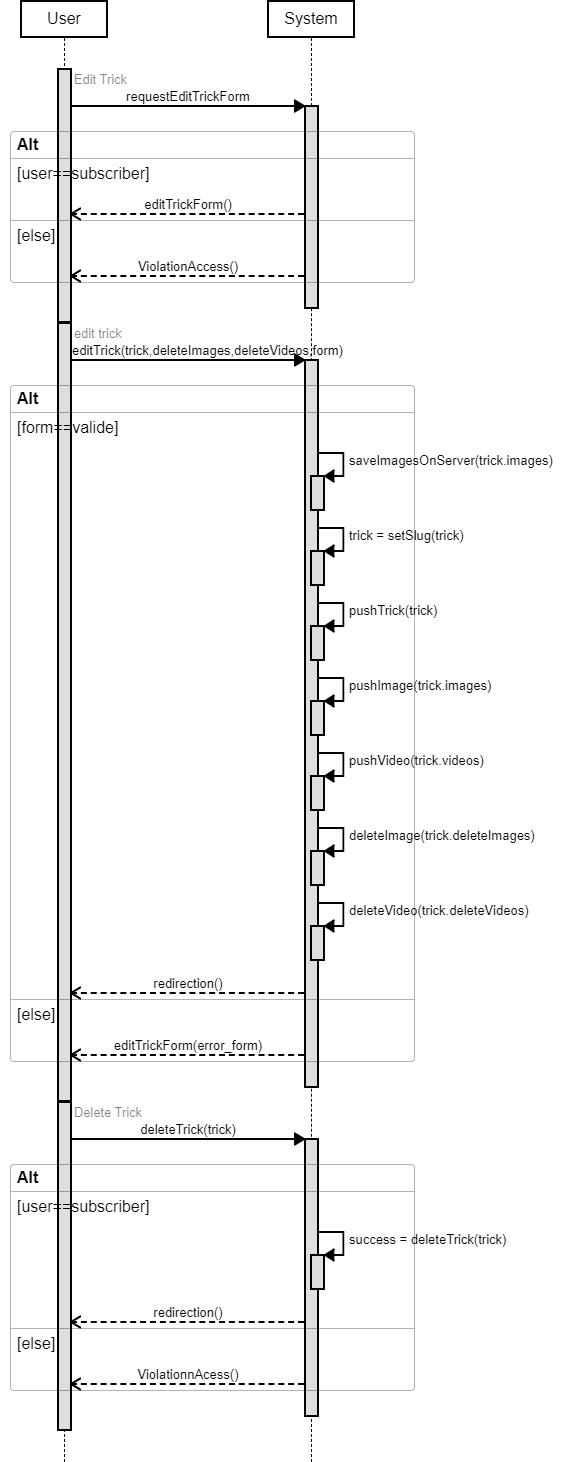 User
System
Edit Trick
requestEditTrickForm
Alt
[user==subscriber]
editTrickForm()
[else]
ViolationAccess()
edit trick
editTrick(trick,deleteImages,deleteVideos,form)
Alt
[form==valide]
saveImagesOnServer(trick.images)
trick = setSlug(trick)
pushTrick(trick)
pushImage(trick.images)
pushVideo(trick.videos)
deleteImage(trick.deleteImages)
deleteVideo(trick.deleteVideos)
redirection()
[else]
editTrickForm(error_form)
Delete Trick
deleteTrick(trick)
Alt
[user==subscriber]
success = deleteTrick(trick)
redirection()
[else]
ViolationnAcess()